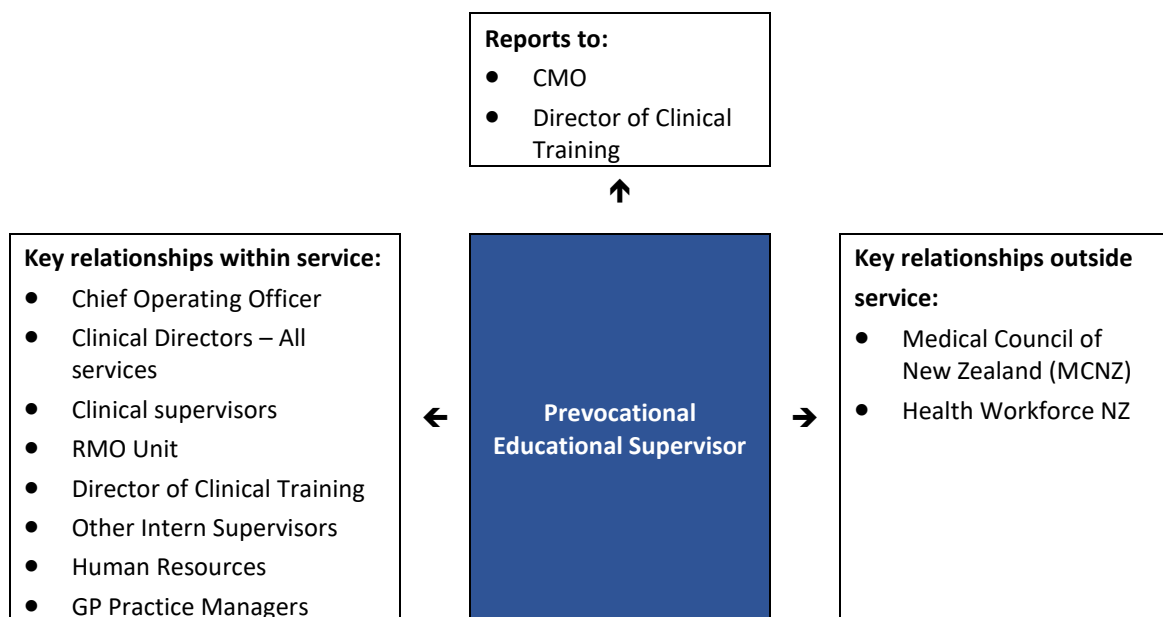 Reports to:
● CMO
● Director of Clinical
Training
↑
Key relationships within service:
● Chief Operating Officer
● Clinical Directors – All
services
● Clinical supervisors
● RMO Unit
● Director of Clinical Training
● Other Intern Supervisors
● Human Resources
● GP Practice Managers
←
Prevocational
Educational Supervisor
→
Key relationships outside
service:
● Medical Council of
New Zealand (MCNZ)
● Health Workforce NZ